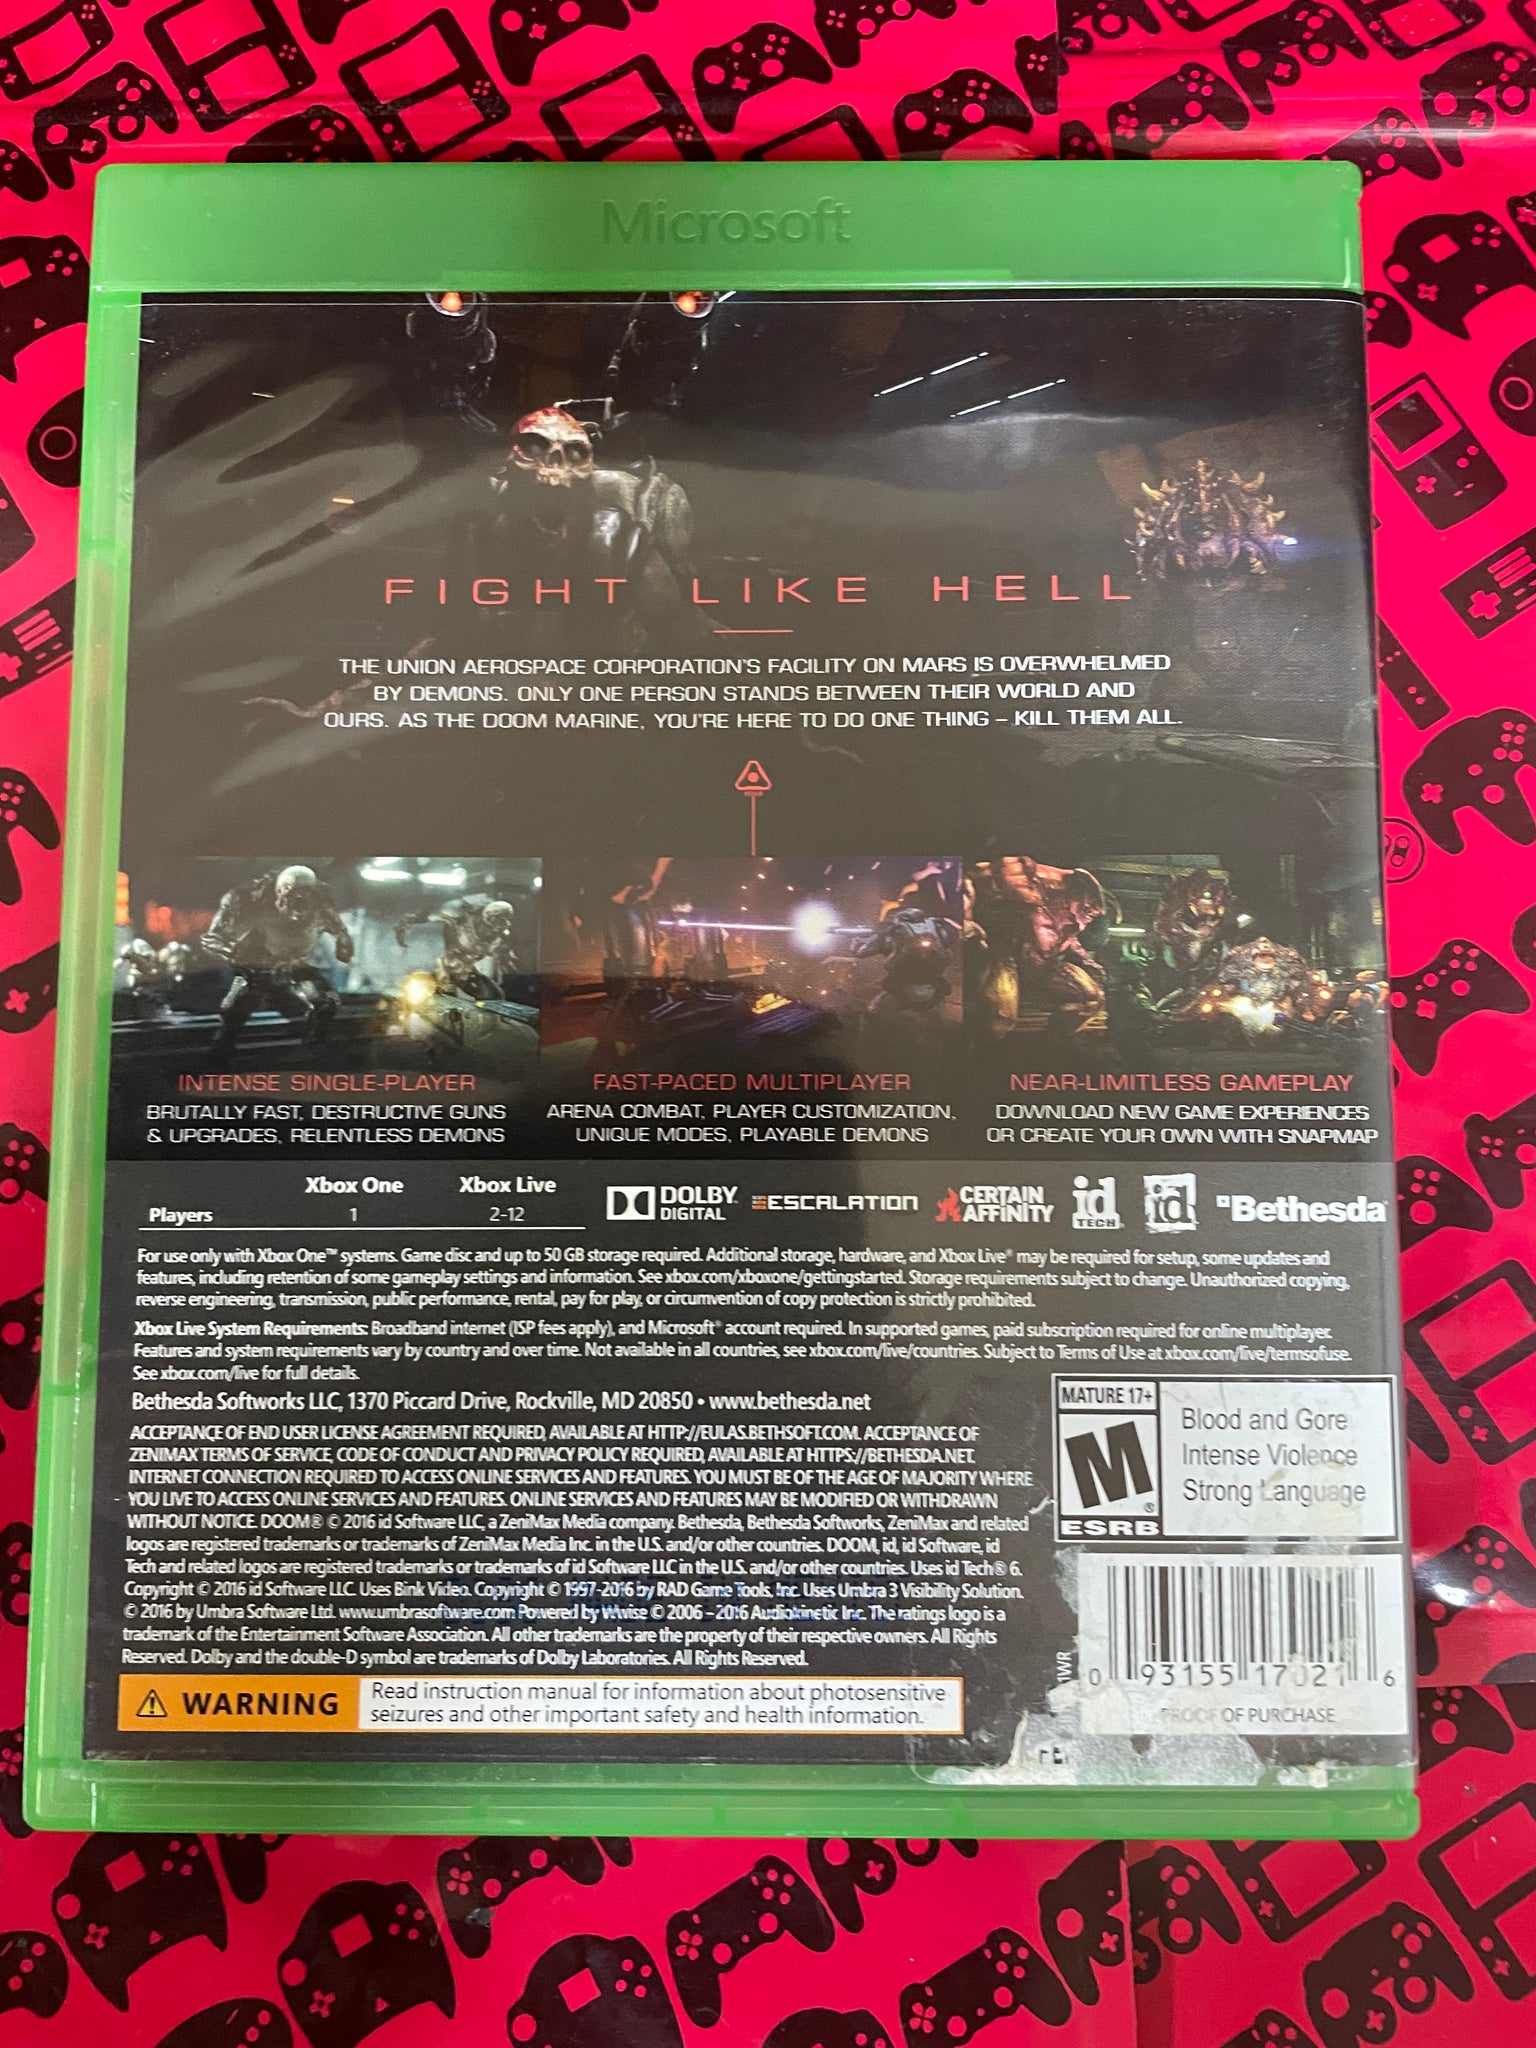 Microsoft
FIGHT LIKE HELL
THE UNION AEROSPACE CORPORATION'S FACILITY ON MARS IS OVERWHELMED
BY DEMONS. ONLY ONE PERSON STANDS BETWEEN THEIR WORLD AND
OURS. AS THE DOOM MARINE, YOU'RE HERE TO DO ONE THING – KILL THEM ALL.
INTENSE SINGLE-PLAYER
BRUTALLY FAST, DESTRUCTIVE GUNS
& UPGRADES, RELENTLESS DEMONS
FAST-PACED MULTIPLAYER
ARENA COMBAT, PLAYER CUSTOMIZATION,
UNIQUE MODES, PLAYABLE DEMONS
NEAR-LIMITLESS GAMEPLAY
DOWNLOAD NEW GAME EXPERIENCES
OR CREATE YOUR OWN WITH SNAPMAP
Xbox One Xbox Live
Players 1 2-12
DOLBY DIGITAL
ESCALATION
CERTAIN AFFINITY
id TECH
id
Bethesda
For use only with Xbox One™ systems. Game disc and up to 50 GB storage required. Additional storage, hardware, and Xbox Live® may be required for setup, some updates and
features, including retention of some gameplay settings and information. See xbox.com/xboxone/gettingstarted. Storage requirements subject to change. Unauthorized copying,
reverse engineering, transmission, public performance, rental, pay for play, or circumvention of copy protection is strictly prohibited.
Xbox Live System Requirements: Broadband internet (ISP fees apply), and Microsoft® account required. In supported games, paid subscription required for online multiplayer.
Features and system requirements vary by country and over time. Not available in all countries, see xbox.com/live/countries. Subject to Terms of Use at xbox.com/live/termsofuse.
See xbox.com/live for full details.
Bethesda Softworks LLC, 1370 Piccard Drive, Rockville, MD 20850 • www.bethesda.net
ACCEPTANCE OF END USER LICENSE AGREEMENT REQUIRED, AVAILABLE AT HTTP://EULAS.BETHSOFT.COM. ACCEPTANCE OF
ZENIMAX TERMS OF SERVICE, CODE OF CONDUCT AND PRIVACY POLICY REQUIRED, AVAILABLE AT HTTPS://BETHESDA.NET.
INTERNET CONNECTION REQUIRED TO ACCESS ONLINE SERVICES AND FEATURES. YOU MUST BE OF THE AGE OF MAJORITY WHERE
YOU LIVE TO ACCESS ONLINE SERVICES AND FEATURES. ONLINE SERVICES AND FEATURES MAY BE MODIFIED OR WITHDRAWN
WITHOUT NOTICE. DOOM® © 2016 id Software LLC, a ZeniMax Media company. Bethesda, Bethesda Softworks, ZeniMax and related
logos are registered trademarks or trademarks of ZeniMax Media Inc. in the U.S. and/or other countries. DOOM, id, id Software, id
Tech and related logos are registered trademarks or trademarks of id Software LLC in the U.S. and/or other countries. Uses id Tech® 6.
Copyright © 2016 id Software LLC. Uses Bink Video. Copyright © 1997-2016 by RAD Game Tools, Inc. Uses Umbra 3 Visibility Solution.
© 2016 by Umbra Software Ltd. www.umbrasoftware.com Powered by Wwise © 2006 – 2016 Audiokinetic Inc. The ratings logo is a
trademark of the Entertainment Software Association. All other trademarks are the property of their respective owners. All Rights
Reserved. Dolby and the double-D symbol are trademarks of Dolby Laboratories. All Rights Reserved.
WARNING
Read instruction manual for information about photosensitive
seizures and other important safety and health information.
MATURE 17+
M
ESRB
Blood and Gore
Intense Violence
Strong Language
0 93155 17021 6
PROOF OF PURCHASE